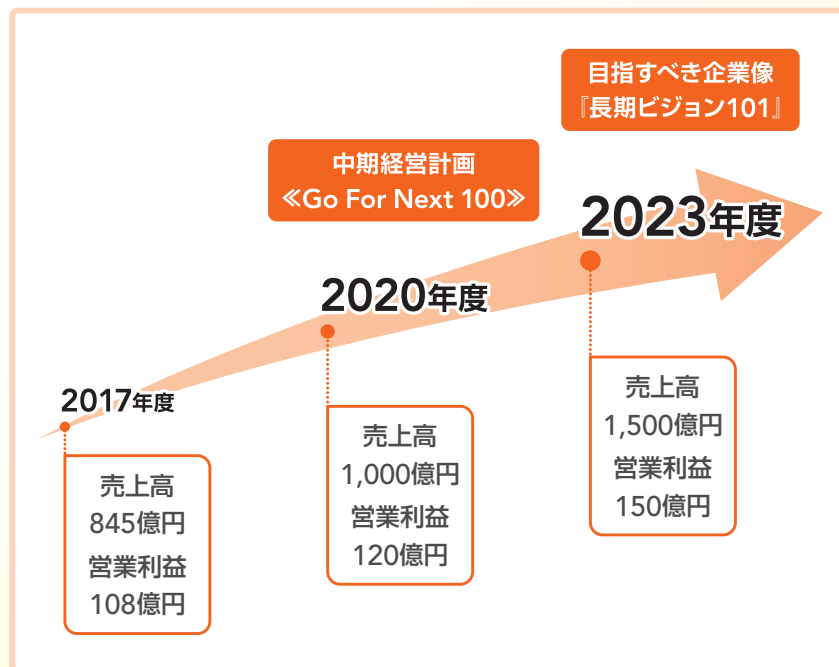 目指すべき企業像
『長期ビジョン101』
中期経営計画
≪Go For Next 100≫
2023年度
2020年度
2017年度
売上高
1,500億円
営業利益
150億円
売上高
1,000億円
営業利益
120億円
売上高
845億円
営業利益
108億円